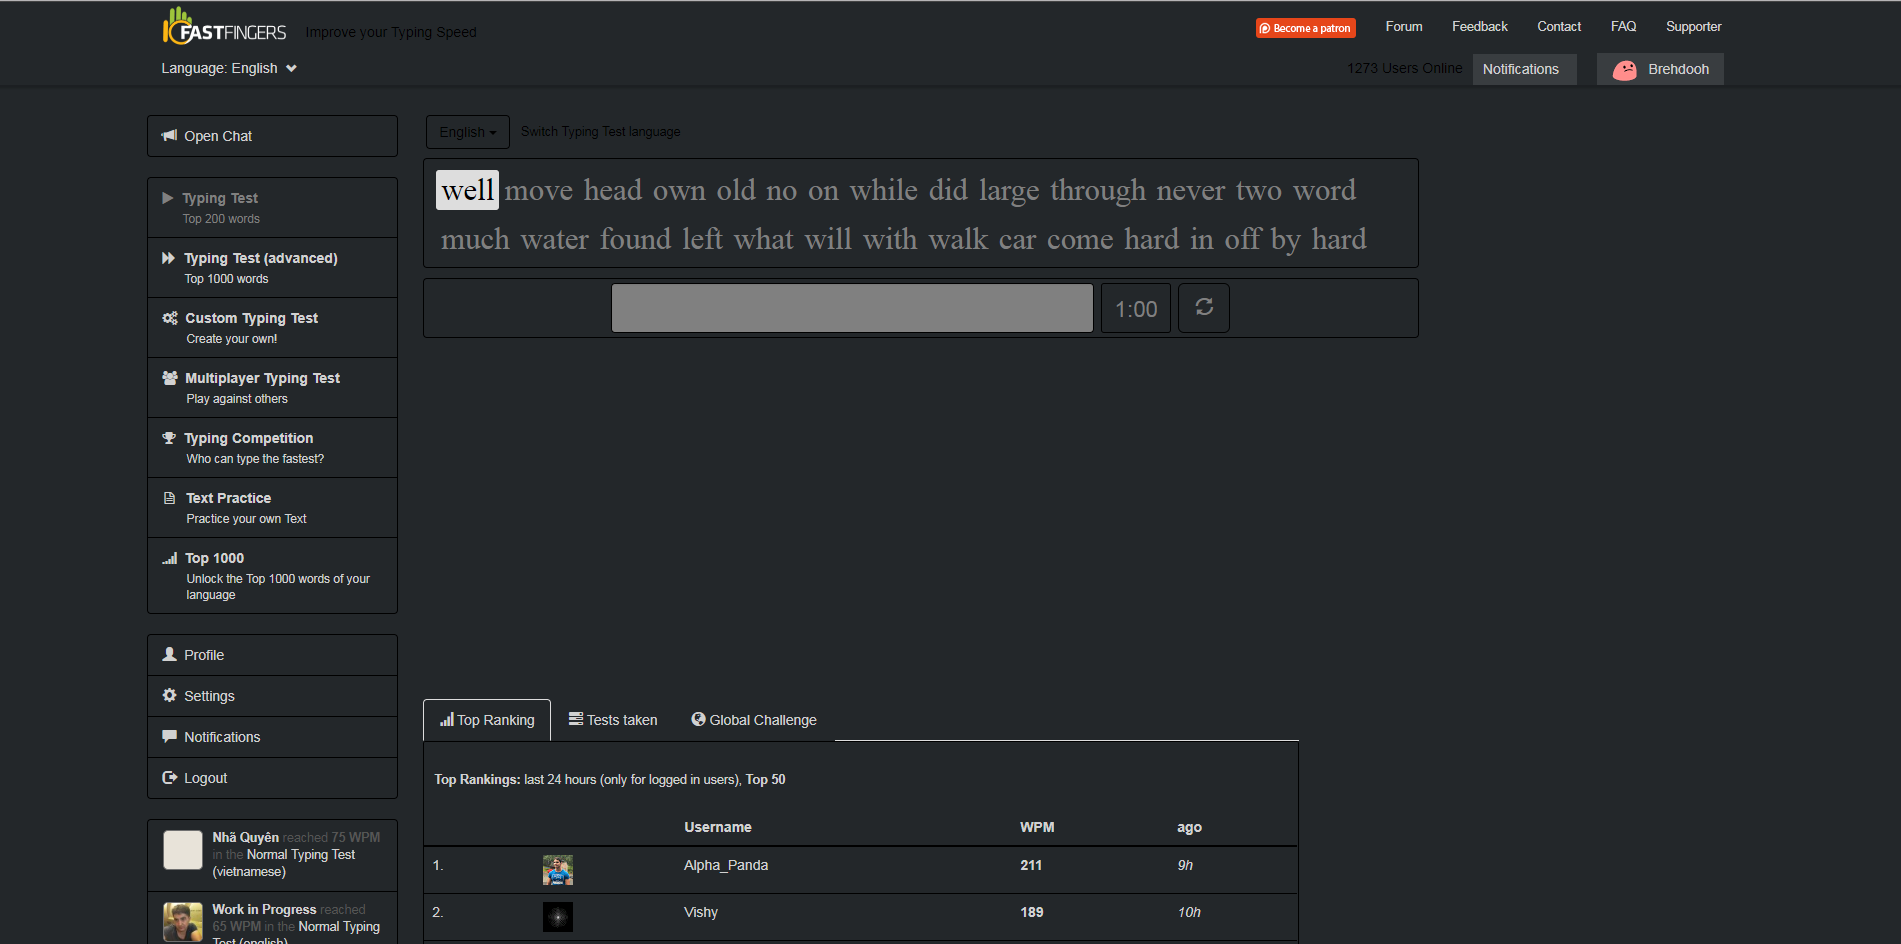 10FASTFINGERS Improve your Typing Speed
Become a patron Forum Feedback Contact FAQ Supporter
Language: English
1273 Users Online Notifications Brehdooh
Open Chat
Typing Test
Top 200 words
Typing Test (advanced)
Top 1000 words
Custom Typing Test
Create your own!
Multiplayer Typing Test
Play against others
Typing Competition
Who can type the fastest?
Text Practice
Practice your own Text
Top 1000
Unlock the Top 1000 words of your
language
Profile
Settings
Notifications
Logout
Nhã Quyên reached 75 WPM
in the Normal Typing Test
(vietnamese)
Work in Progress reached
65 WPM in the Normal Typing
Test (english)
English Switch Typing Test language
well move head own old no on while did large through never two word
much water found left what will with walk car come hard in off by hard
1:00
Top Ranking Tests taken Global Challenge
Top Rankings: last 24 hours (only for logged in users), Top 50
Username WPM ago
1. Alpha_Panda 211 9h
2. Vishy 189 10h